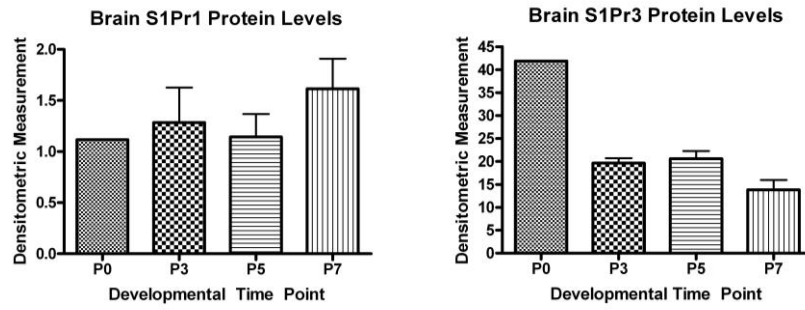 Brain S1Pr1 Protein Levels
Densitometric Measurement
2.0
1.5
1.0
0.5
0.0
P0 P3 P5 P7
Developmental Time Point
Brain S1Pr3 Protein Levels
Densitometric Measurement
45
40
35
30
25
20
15
10
5
0
P0 P3 P5 P7
Developmental Time Point